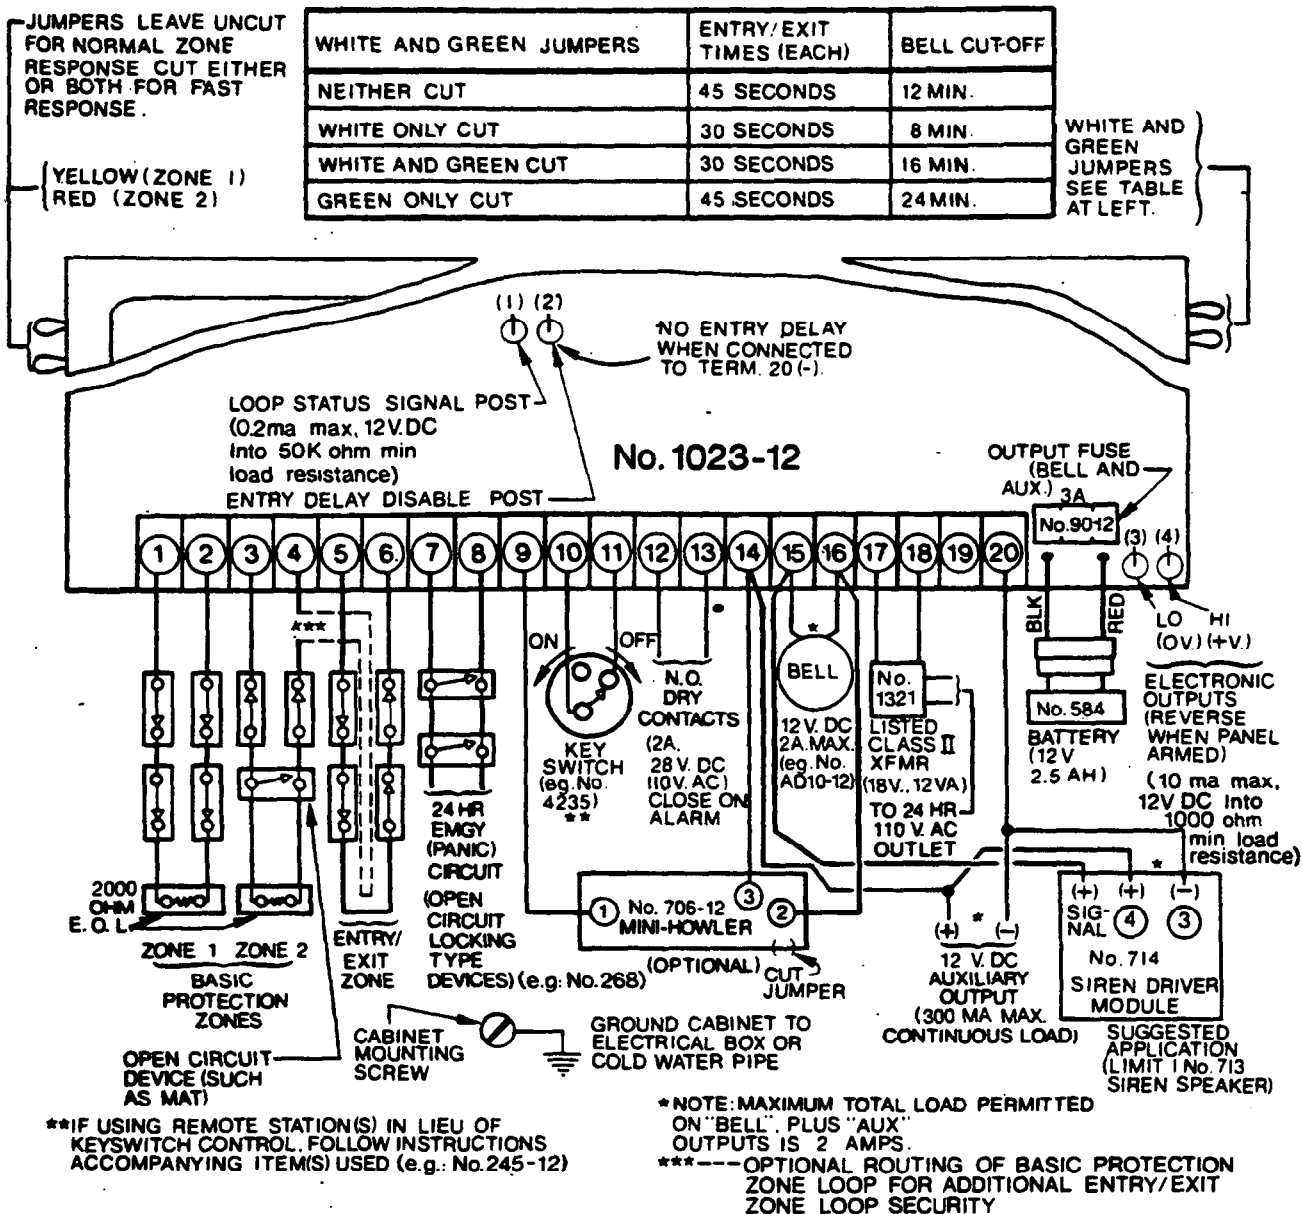 JUMPERS LEAVE UNCUT
FOR NORMAL ZONE
RESPONSE CUT EITHER
OR BOTH FOR FAST
RESPONSE.
YELLOW (ZONE 1)
RED (ZONE 2)
WHITE AND GREEN JUMPERS
ENTRY/EXIT
TIMES (EACH)
BELL CUT-OFF
NEITHER CUT
45 SECONDS
12 MIN.
WHITE ONLY CUT
30 SECONDS
8 MIN.
WHITE AND GREEN CUT
30 SECONDS
16 MIN.
GREEN ONLY CUT
45 SECONDS
24 MIN.
WHITE AND
GREEN
JUMPERS
SEE TABLE
AT LEFT.
(1) (2)
NO ENTRY DELAY
WHEN CONNECTED
TO TERM. 20 (-).
LOOP STATUS SIGNAL POST
(0.2ma max, 12V.DC
Into 50K ohm min
load resistance)
ENTRY DELAY DISABLE POST
No. 1023-12
OUTPUT FUSE
(BELL AND
AUX.)
3A
No.90-12
(3) (4)
1 2 3 4 5 6 7 8 9 10 11 12 13 14 15 16 17 18 19 20
BLK
RED
LO HI
(0V.) (+V.)
ELECTRONIC
OUTPUTS
(REVERSE
WHEN PANEL
ARMED)
(10 ma max,
12V DC Into
1000 ohm
min load
resistance)
No. 584
BATTERY
(12 V
2.5 AH)
***
ON
OFF
KEY
SWITCH
(eg.No.
4235)
**
N.O.
DRY
CONTACTS
(2A,
28 V. DC
110V. AC)
CLOSE ON
ALARM
*
BELL
12 V. DC
2A.MAX.
(eg.No.
AD10-12)
No.
1321
LISTED
CLASS II
XFMR
(18V., 12VA)
TO 24 HR
110 V. AC
OUTLET
24 HR
EMGY
(PANIC)
CIRCUIT
(OPEN
CIRCUIT
LOCKING
TYPE
DEVICES) (e.g: No.268)
2000
OHM
E. O. L
ZONE 1 ZONE 2
BASIC
PROTECTION
ZONES
ENTRY/
EXIT
ZONE
1
No. 706-12
MINI-HOWLER
3
2
(OPTIONAL)
CUT
JUMPER
(+) * (-)
12 V. DC
AUXILIARY
OUTPUT
(300 MA MAX.
CONTINUOUS LOAD)
*
(+) (+) (-)
SIG-
NAL
4 3
No. 714
SIREN DRIVER
MODULE
SUGGESTED
APPLICATION
(LIMIT 1 No. 713
SIREN SPEAKER)
OPEN CIRCUIT
DEVICE (SUCH
AS MAT)
CABINET
MOUNTING
SCREW
GROUND CABINET TO
ELECTRICAL BOX OR
COLD WATER PIPE
**IF USING REMOTE STATION(S) IN LIEU OF
KEYSWITCH CONTROL. FOLLOW INSTRUCTIONS
ACCOMPANYING ITEM(S) USED (e.g.: No.245-12)
*NOTE: MAXIMUM TOTAL LOAD PERMITTED
ON "BELL", PLUS "AUX"
OUTPUTS IS 2 AMPS.
***---OPTIONAL ROUTING OF BASIC PROTECTION
ZONE LOOP FOR ADDITIONAL ENTRY/EXIT
ZONE LOOP SECURITY